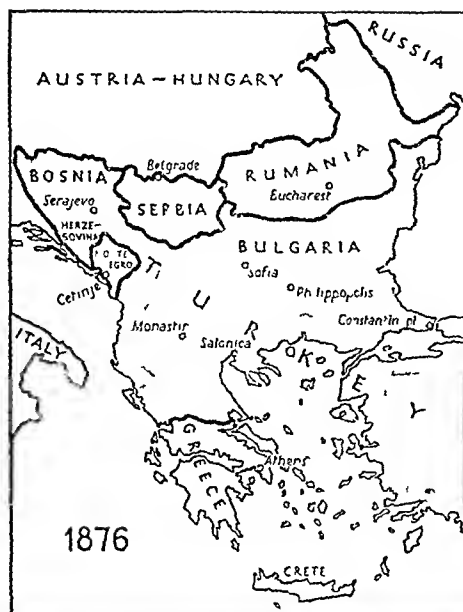 RUSSIA
AUSTRIA-HUNGARY
BOSNIA
Belgrade
RUMANIA
Serajevo
SERBIA
Bucharest
HERZE-
GOVINA
BULGARIA
Sofia
Philippopolis
Cetinje
TURKEY
Constantinpl
Monastir
Salonica
ITALY
GREECE
Athens
1876
CRETE